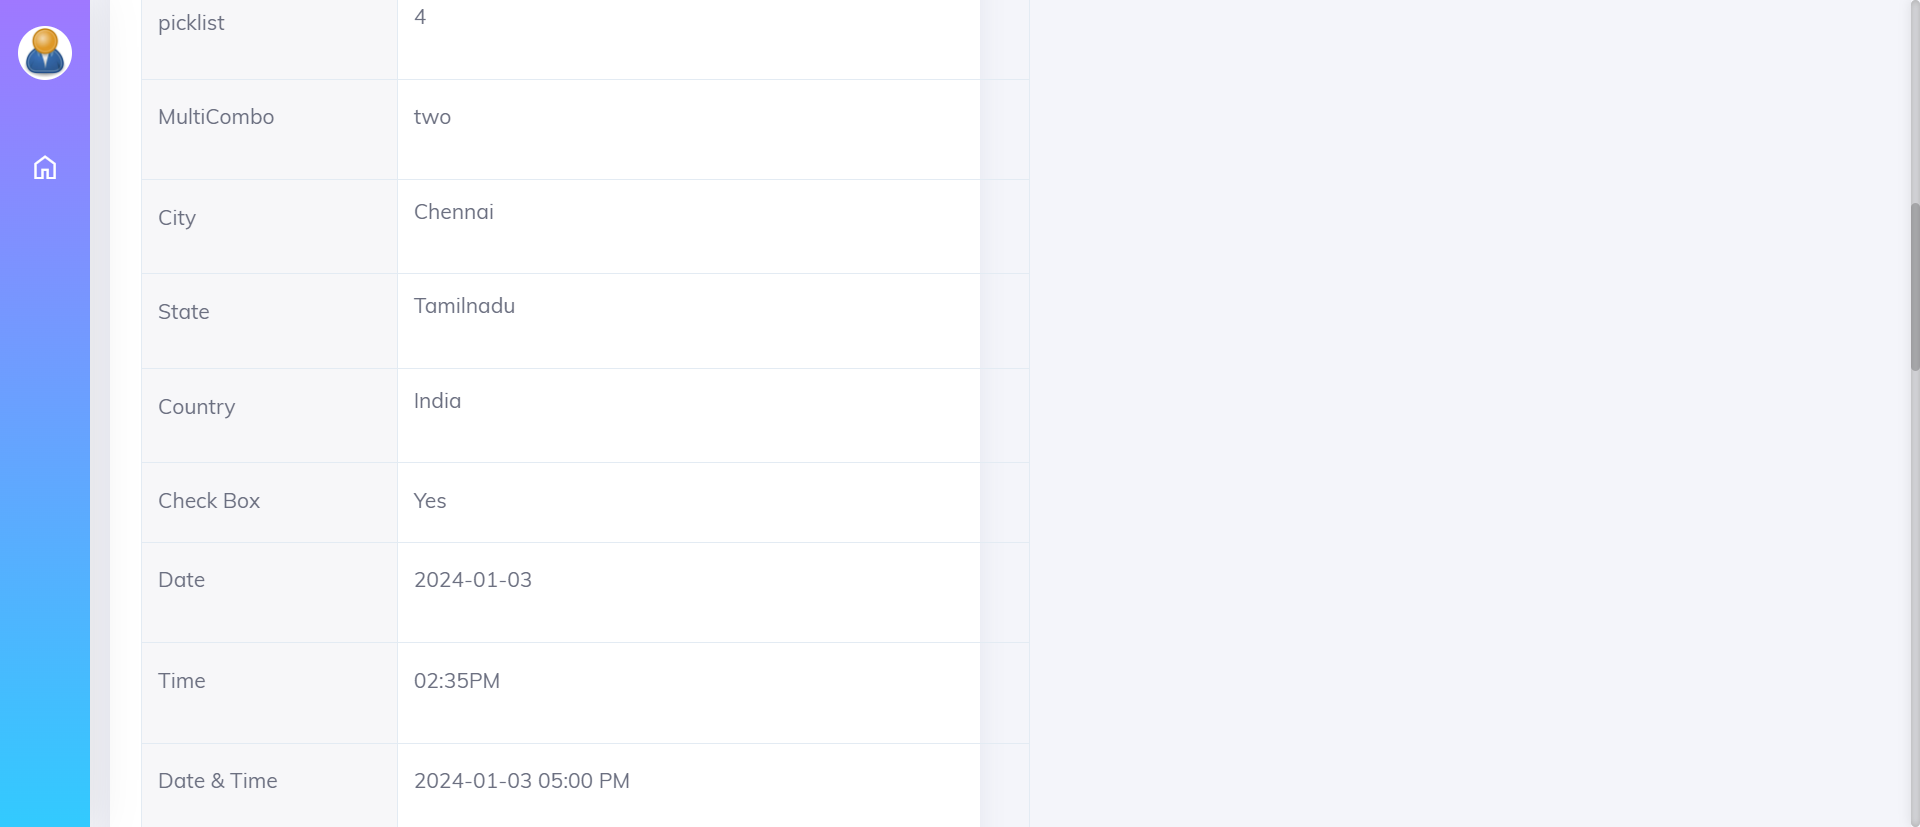 picklist 4
MultiCombo two
City Chennai
State Tamilnadu
Country India
Check Box Yes
Date 2024-01-03
Time 02:35PM
Date & Time 2024-01-03 05:00 PM